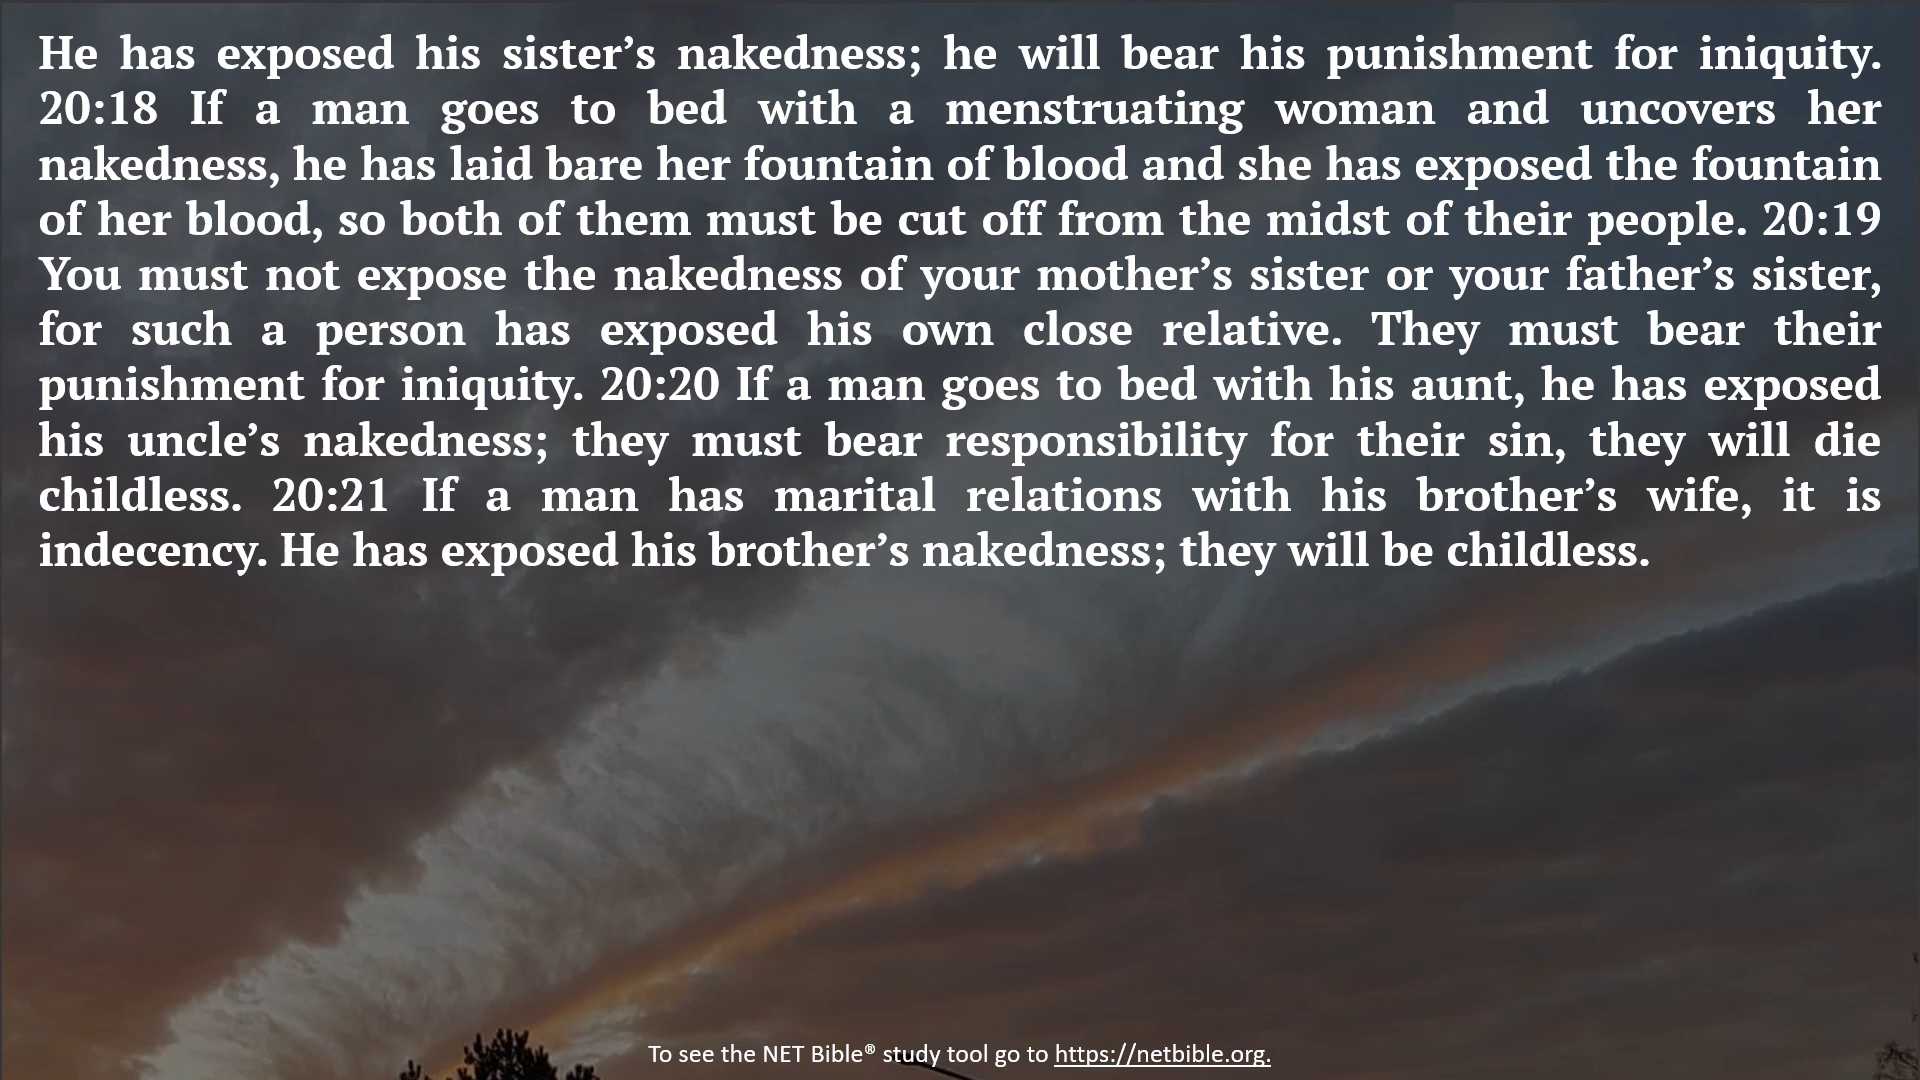 He has exposed his sister’s nakedness; he will bear his punishment for iniquity.
20:18 If a man goes to bed with a menstruating woman and uncovers her
nakedness, he has laid bare her fountain of blood and she has exposed the fountain
of her blood, so both of them must be cut off from the midst of their people. 20:19
You must not expose the nakedness of your mother’s sister or your father’s sister,
for such a person has exposed his own close relative. They must bear their
punishment for iniquity. 20:20 If a man goes to bed with his aunt, he has exposed
his uncle’s nakedness; they must bear responsibility for their sin, they will die
childless. 20:21 If a man has marital relations with his brother’s wife, it is
indecency. He has exposed his brother’s nakedness; they will be childless.
To see the NET Bible® study tool go to https://netbible.org.